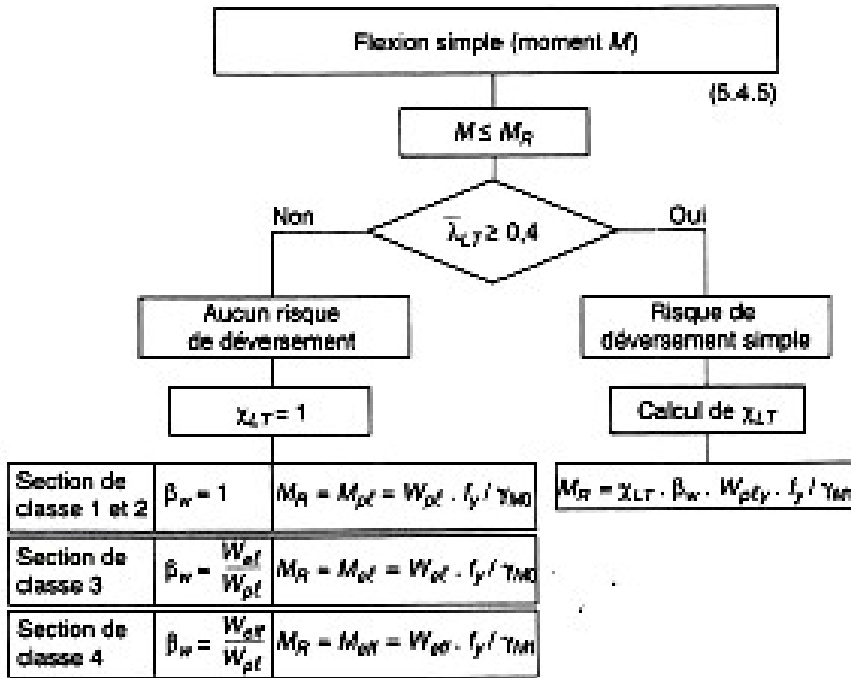 Flexion simple (moment M)
(5.4.5)
M ≤ M_R
Non
λ̄_LT ≥ 0,4
Oui
Aucun risque
de déversement
Risque de
déversement simple
χ_LT = 1
Calcul de χ_LT
Section de
classe 1 et 2
β_w = 1
M_R = M_pℓ = W_pℓ . f_y / γ_M0
M_R = χ_LT . β_w . W_pℓy . f_y / γ_M1
Section de
classe 3
β_w = W_eℓ / W_pℓ
M_R = M_eℓ = W_eℓ . f_y / γ_M0
Section de
classe 4
β_w = W_eff / W_pℓ
M_R = M_eff = W_eff . f_y / γ_M1